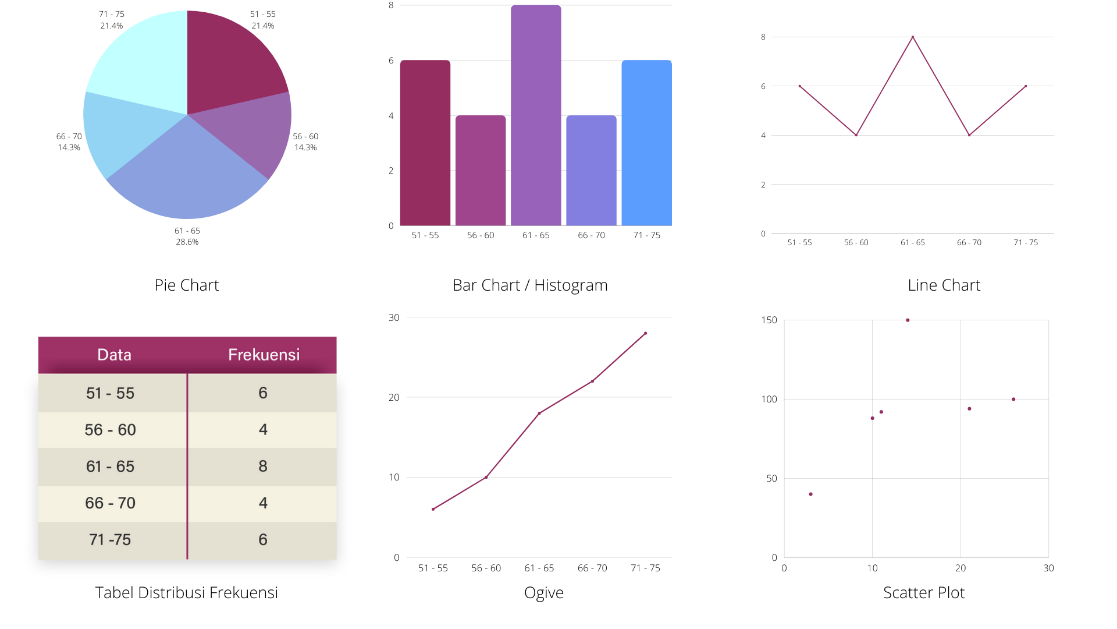 71 - 75
21.4%
51 - 55
21.4%
66 - 70
14.3%
56 - 60
14.3%
61 - 65
28.6%
Pie Chart
8
6
4
2
0
51 - 55 56 - 60 61 - 65 66 - 70 71 - 75
Bar Chart / Histogram
8
6
4
2
0
51 - 55 56 - 60 61 - 65 66 - 70 71 - 75
Line Chart
Data Frekuensi
51 - 55 6
56 - 60 4
61 - 65 8
66 - 70 4
71 -75 6
Tabel Distribusi Frekuensi
30
20
10
0
51 - 55 56 - 60 61 - 65 66 - 70 71 - 75
Ogive
150
100
50
0
0 10 20 30
Scatter Plot